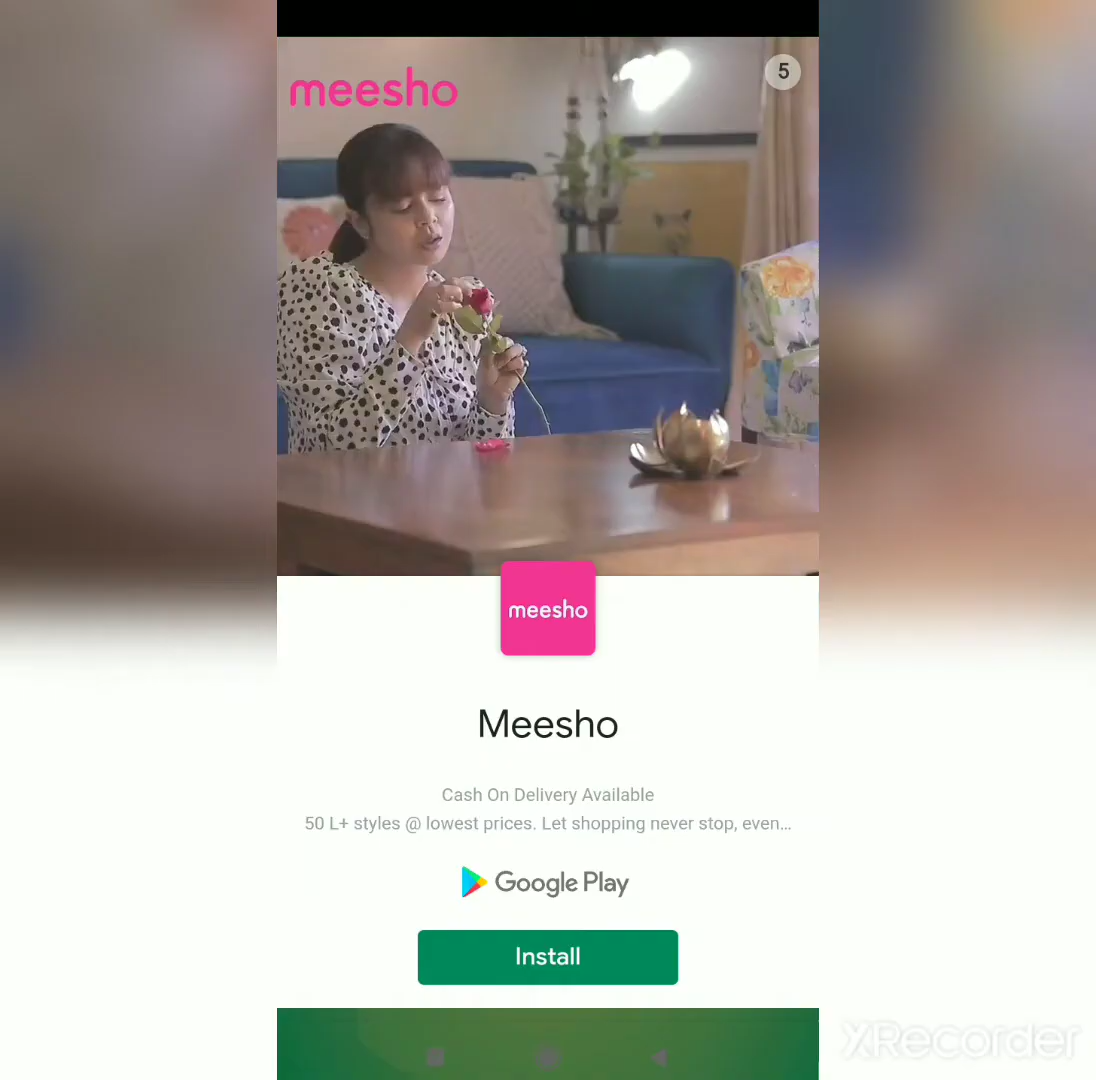 meesho
5
meesho
Meesho
Cash On Delivery Available
50 L+ styles @ lowest prices. Let shopping never stop, even...
Google Play
Install
XRecorder